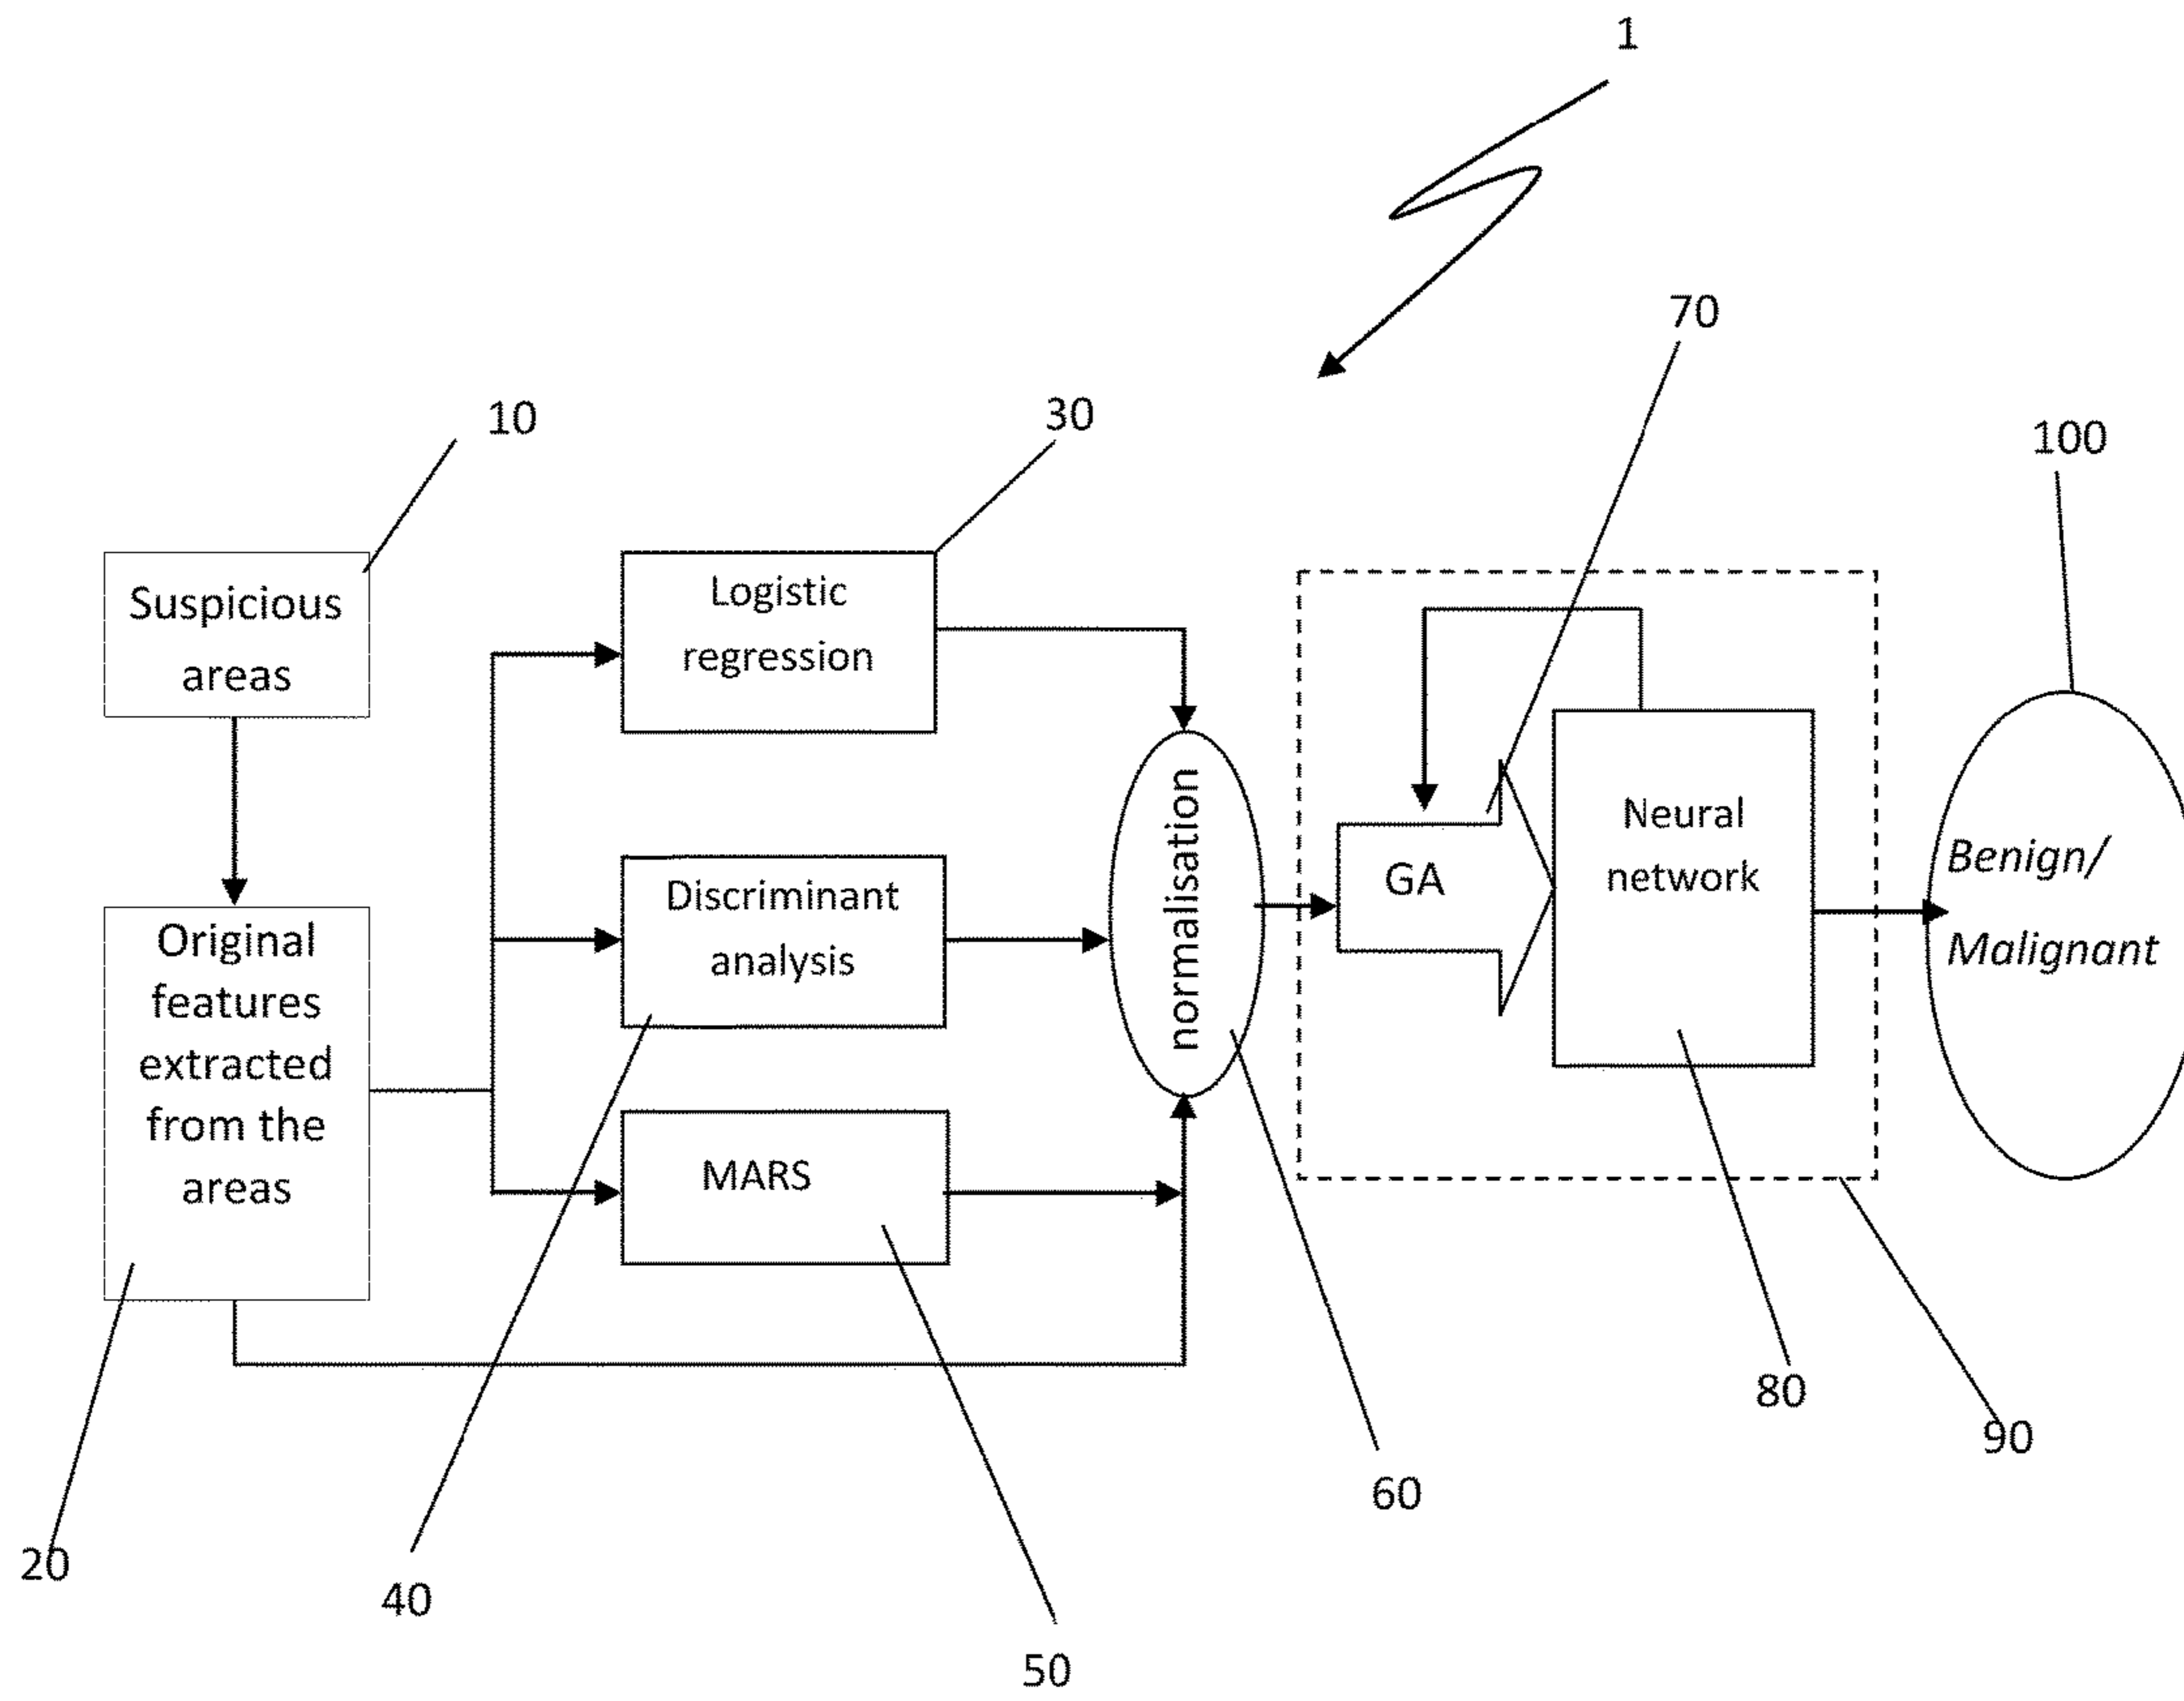 1
70
10
30
100
Suspicious
areas
Logistic
regression
Original
features
extracted
from the
areas
Discriminant
analysis
MARS
normalisation
GA
Neural
network
Benign/
Malignant
80
90
60
20
40
50